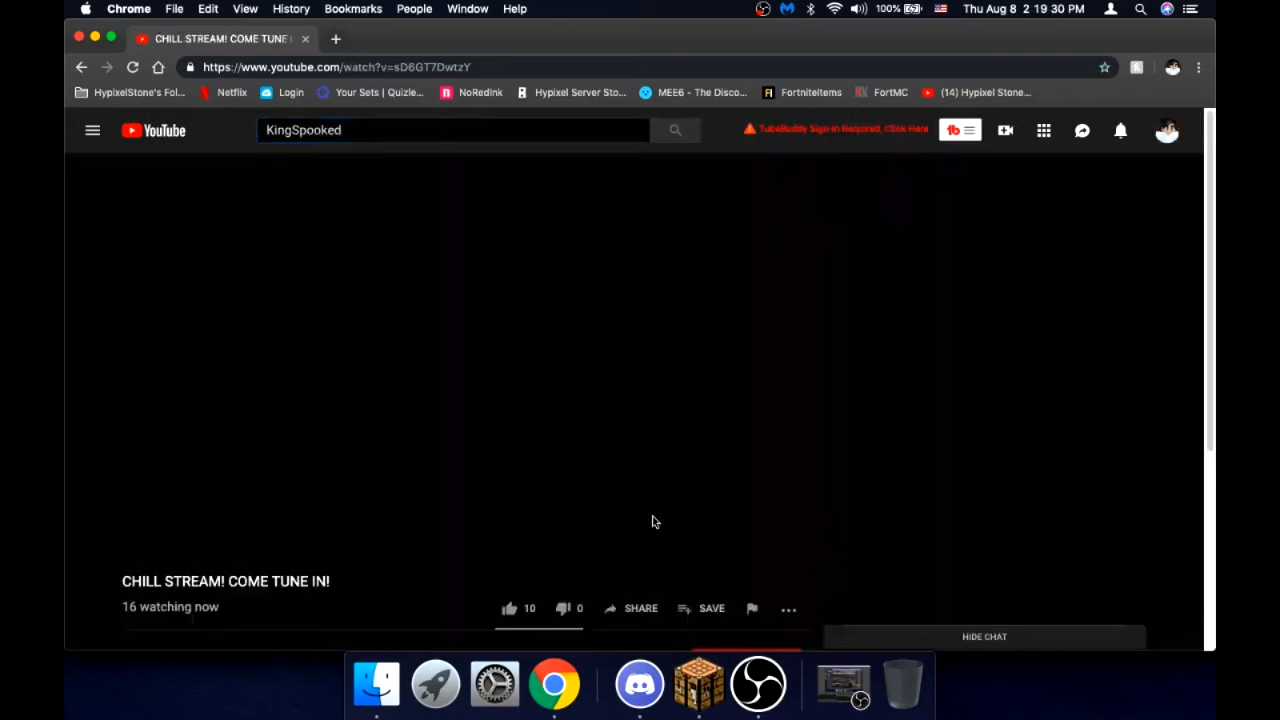 Chrome File Edit View History Bookmarks People Window Help 100% Thu Aug 8 2:19:30 PM
CHILL STREAM! COME TUNE I
https://www.youtube.com/watch?v=sD6GT7DwtzY
HypixelStone's Fol... Netflix Login Your Sets | Quizle... NoRedInk Hypixel Server Sto... MEE6 - The Disco... FortniteItems FortMC (14) Hypixel Stone...
YouTube KingSpooked TubeBuddy Sign-in Required, Click Here tb
CHILL STREAM! COME TUNE IN!
16 watching now 10 0 SHARE SAVE
HIDE CHAT